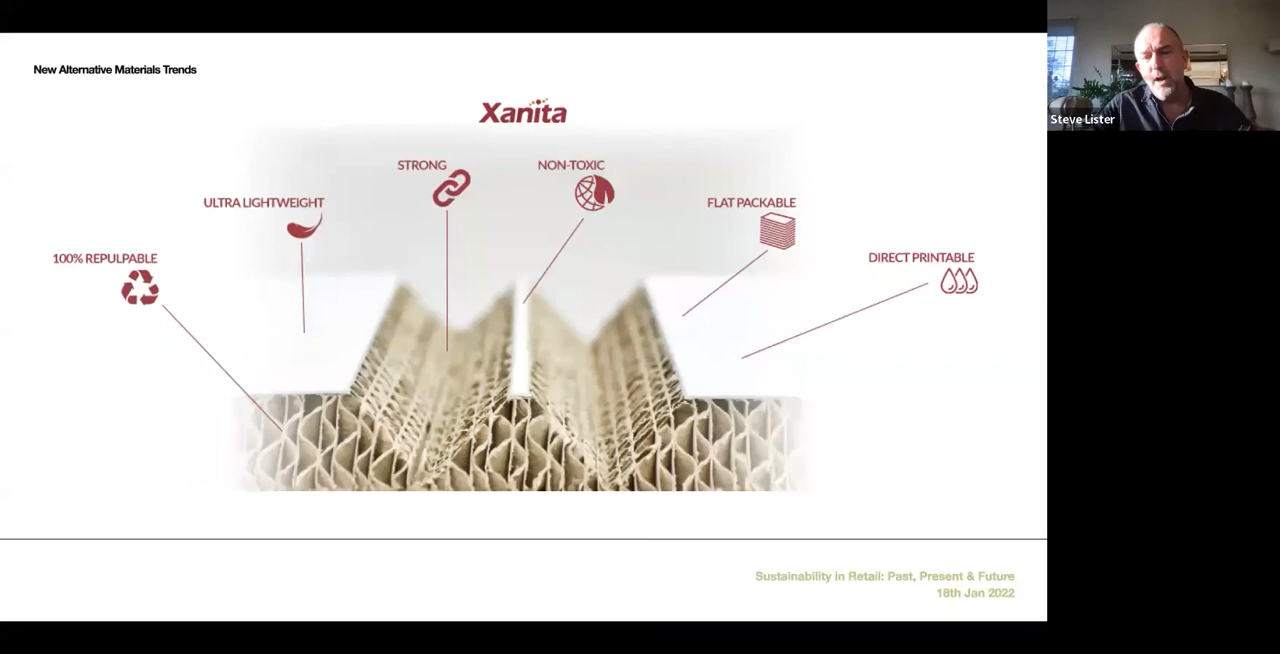 New Alternative Materials Trends
Xanita
STRONG
NON-TOXIC
ULTRA LIGHTWEIGHT
FLAT PACKABLE
100% REPULPABLE
DIRECT PRINTABLE
Sustainability in Retail: Past, Present & Future
18th Jan 2022
Steve Lister